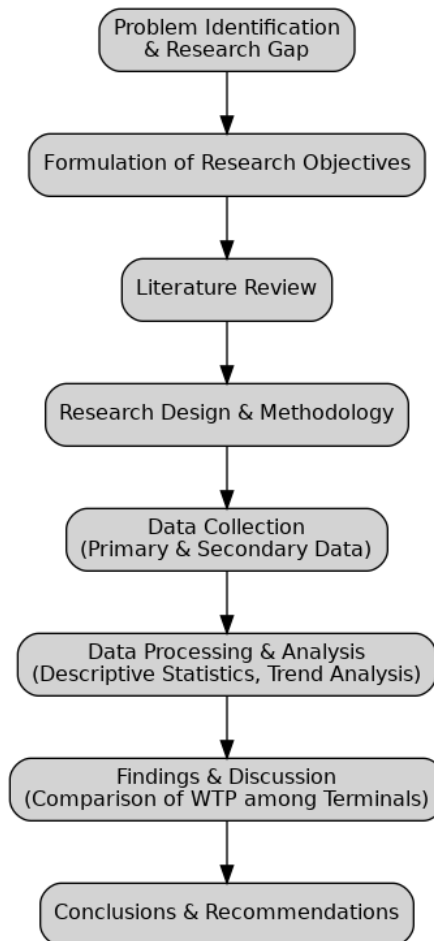 Problem Identification
& Research Gap
Formulation of Research Objectives
Literature Review
Research Design & Methodology
Data Collection
(Primary & Secondary Data)
Data Processing & Analysis
(Descriptive Statistics, Trend Analysis)
Findings & Discussion
(Comparison of WTP among Terminals)
Conclusions & Recommendations